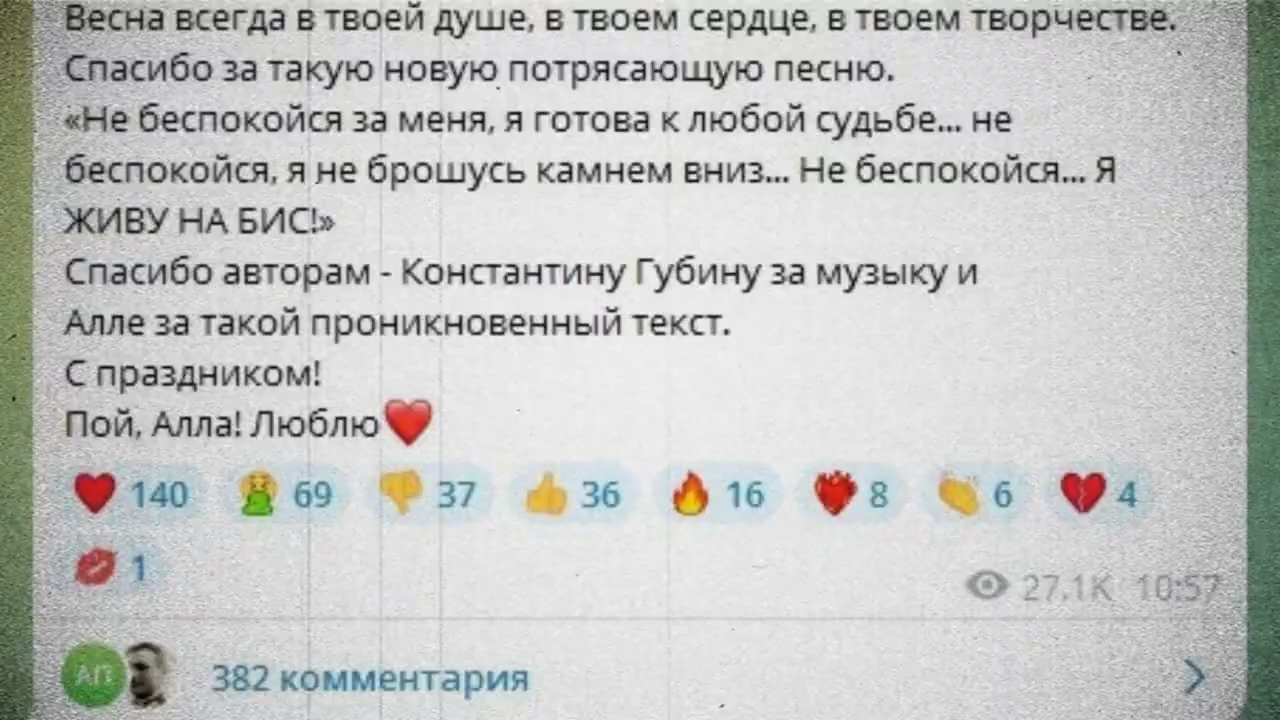 Весна всегда в твоей душе, в твоем сердце, в твоем творчестве.
Спасибо за такую новую потрясающую песню.
«Не беспокойся за меня, я готова к любой судьбе... не
беспокойся, я не брошусь камнем вниз... Не беспокойся... Я
ЖИВУ НА БИС!»
Спасибо авторам - Константину Губину за музыку и
Алле за такой проникновенный текст.
С праздником!
Пой, Алла! Люблю❤️
❤️ 140 🤮 69 👎 37 👍 36 🔥 16 ❤️‍🔥 8 👏 6 💔 4
💋 1
27.1K 10:57
АП 382 комментария